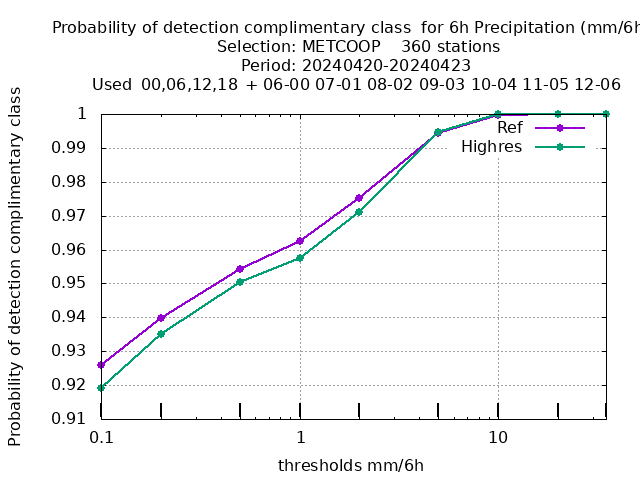 Probability of detection complimentary class  for 6h Precipitation (mm/6h
Selection: METCOOP    360 stations
Period: 20240420-20240423
Used  00,06,12,18  + 06-00 07-01 08-02 09-03 10-04 11-05 12-06
Probability of detection complimentary class
1
0.99
0.98
0.97
0.96
0.95
0.94
0.93
0.92
0.91
Ref
Highres
0.1 1 10
thresholds mm/6h